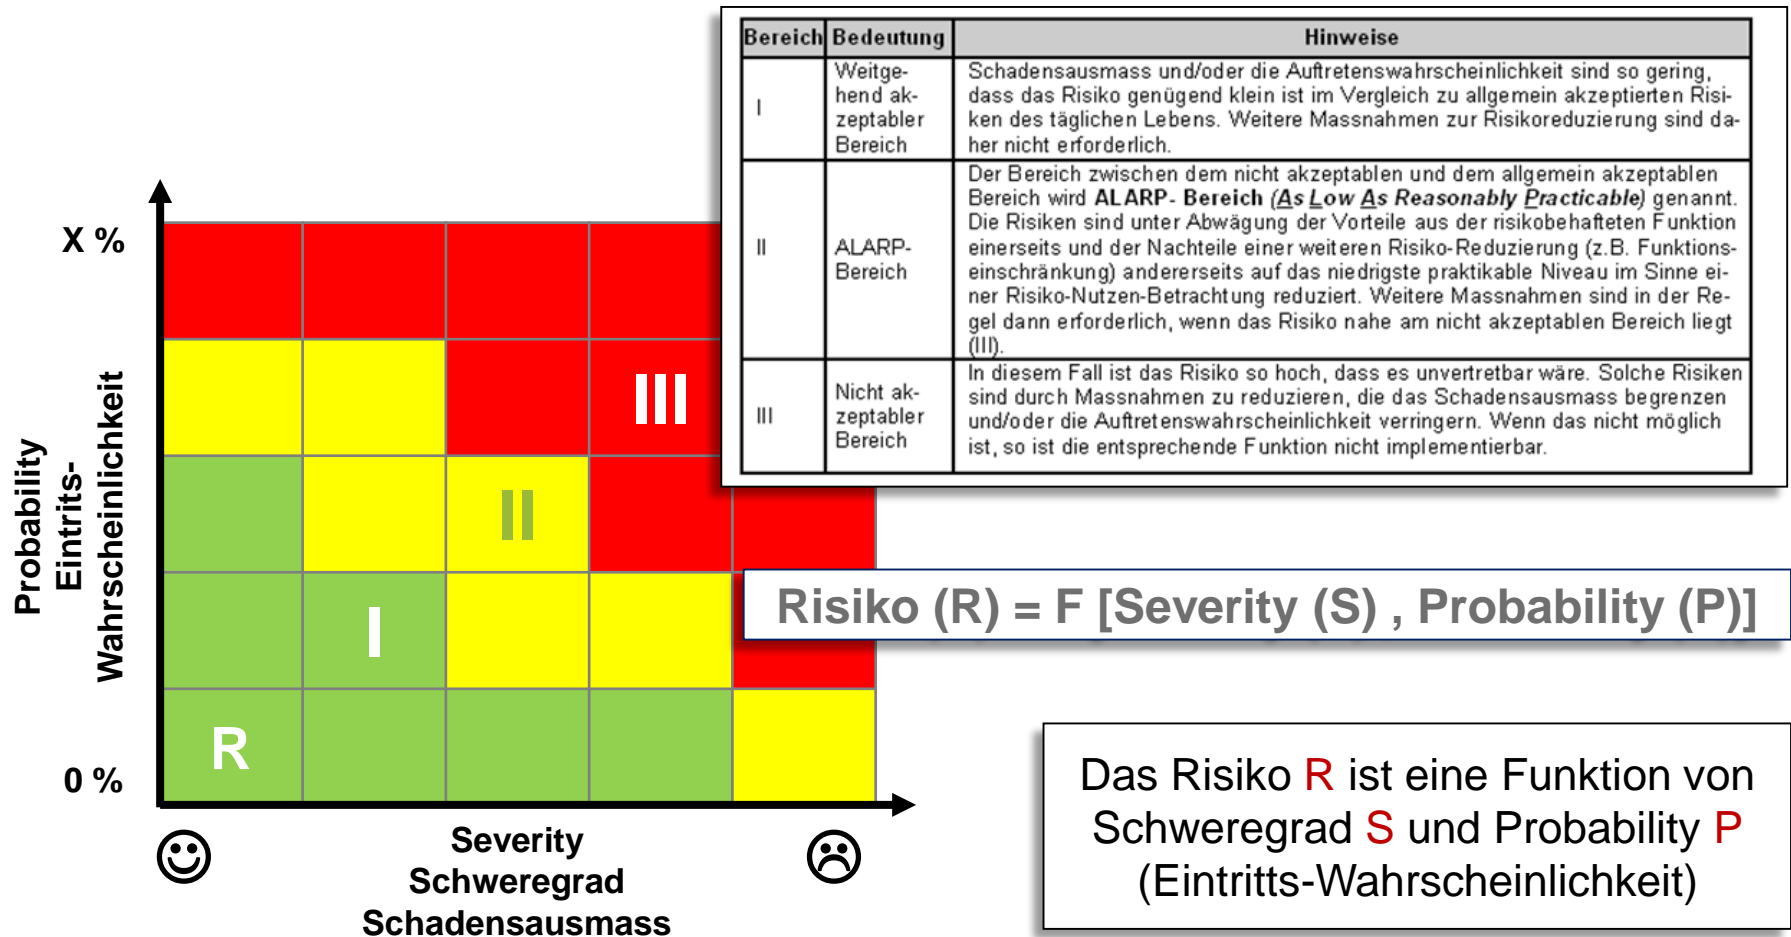 Bereich Bedeutung Hinweise
I
Weitge-
hend ak-
zeptabler
Bereich
Schadensausmass und/oder die Auftretenswahrscheinlichkeit sind so gering,
dass das Risiko genügend klein ist im Vergleich zu allgemein akzeptierten Risi-
ken des täglichen Lebens. Weitere Massnahmen zur Risikoreduzierung sind da-
her nicht erforderlich.
II
ALARP-
Bereich
Der Bereich zwischen dem nicht akzeptablen und dem allgemein akzeptablen
Bereich wird ALARP- Bereich (As Low As Reasonably Practicable) genannt.
Die Risiken sind unter Abwägung der Vorteile aus der risikobehafteten Funktion
einerseits und der Nachteile einer weiteren Risiko-Reduzierung (z.B. Funktions-
einschränkung) andererseits auf das niedrigste praktikable Niveau im Sinne ei-
ner Risiko-Nutzen-Betrachtung reduziert. Weitere Massnahmen sind in der Re-
gel dann erforderlich, wenn das Risiko nahe am nicht akzeptablen Bereich liegt
(III).
III
Nicht ak-
zeptabler
Bereich
In diesem Fall ist das Risiko so hoch, dass es unvertretbar wäre. Solche Risiken
sind durch Massnahmen zu reduzieren, die das Schadensausmass begrenzen
und/oder die Auftretenswahrscheinlichkeit verringern. Wenn das nicht möglich
ist, so ist die entsprechende Funktion nicht implementierbar.
X %
Probability
Eintrits-
Wahrscheinlichkeit
III
II
I
R
0 %
Severity
Schweregrad
Schadensausmass
Risiko (R) = F [Severity (S) , Probability (P)]
Das Risiko R ist eine Funktion von
Schweregrad S und Probability P
(Eintritts-Wahrscheinlichkeit)